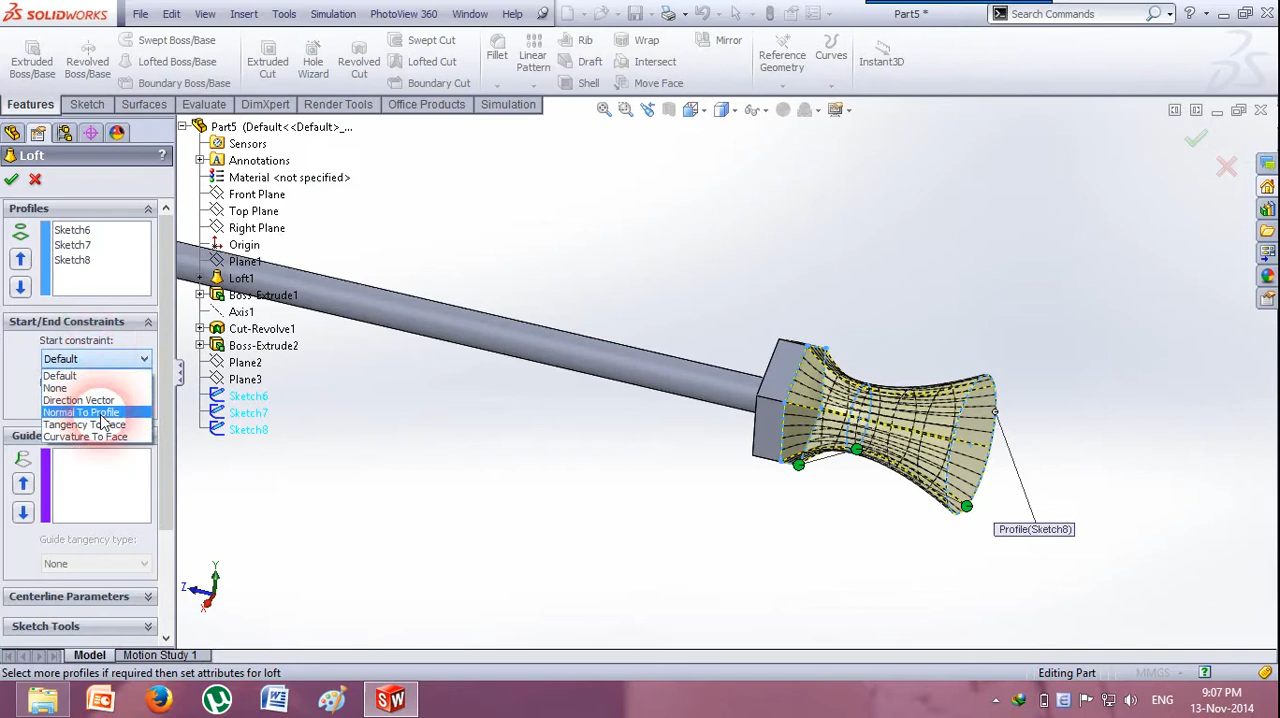 SOLIDWORKS File Edit View Insert Tools Simulation PhotoView 360 Window Help Part5 * Search Commands
Extruded Boss/Base
Revolved Boss/Base
Swept Boss/Base
Lofted Boss/Base
Boundary Boss/Base
Extruded Cut
Hole Wizard
Revolved Cut
Swept Cut
Lofted Cut
Boundary Cut
Fillet
Linear Pattern
Rib
Draft
Shell
Wrap
Intersect
Move Face
Mirror
Reference Geometry
Curves
Instant3D
Features Sketch Surfaces Evaluate DimXpert Render Tools Office Products Simulation
Loft ?
Profiles
Sketch6
Sketch7
Sketch8
Start/End Constraints
Start constraint:
Default
Default
None
Direction Vector
Normal To Profile
Tangency To Face
Curvature To Face
Guide
Guide tangency type:
None
Centerline Parameters
Sketch Tools
Part5 (Default<<Default>_...
Sensors
Annotations
Material <not specified>
Front Plane
Top Plane
Right Plane
Origin
Plane1
Loft1
Boss-Extrude1
Axis1
Cut-Revolve1
Boss-Extrude2
Plane2
Plane3
Sketch6
Sketch7
Sketch8
Profile(Sketch8)
Y
Z
X
Model Motion Study 1
Select more profiles if required then set attributes for loft Editing Part MMGS
ENG
9:07 PM
13-Nov-2014